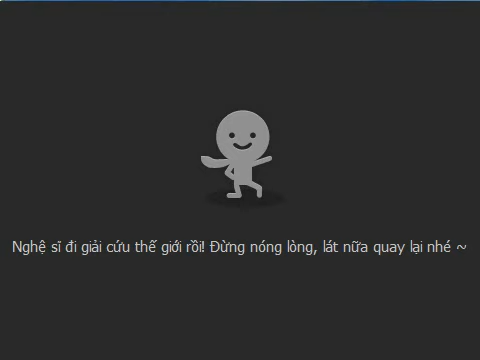 Nghệ sĩ đi giải cứu thế giới rồi! Đừng nóng lòng, lát nữa quay lại nhé ~